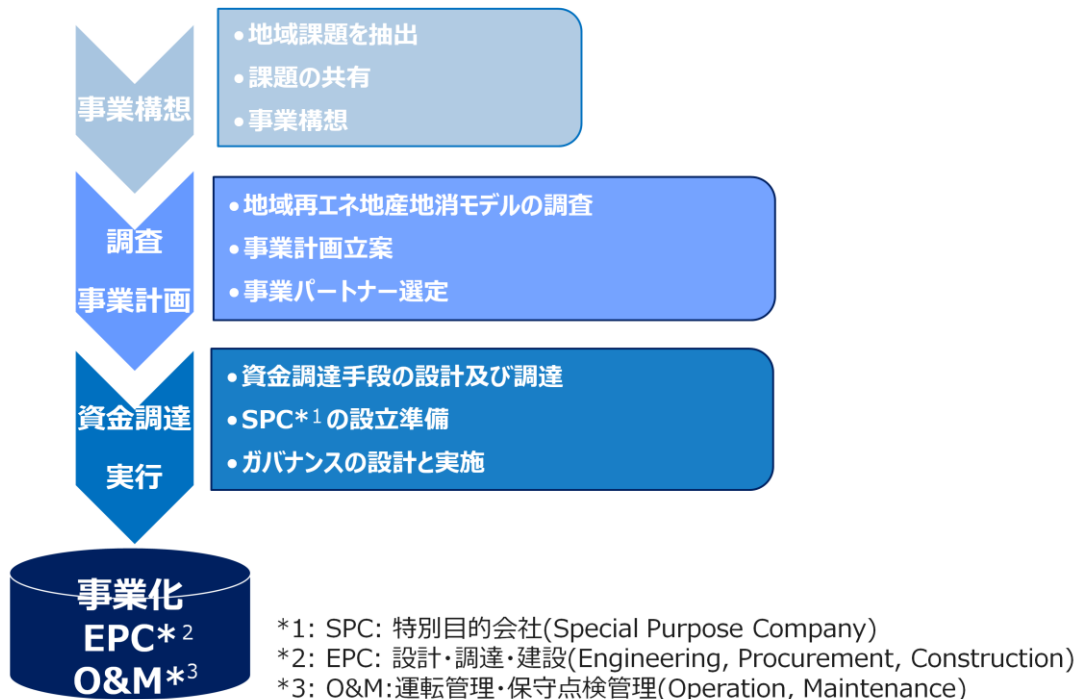 事業構想
•地域課題を抽出
•課題の共有
•事業構想
調査
事業計画
•地域再エネ地産地消モデルの調査
•事業計画立案
•事業パートナー選定
資金調達
実行
•資金調達手段の設計及び調達
•SPC*1の設立準備
•ガバナンスの設計と実施
事業化
EPC*2
O&M*3
*1: SPC: 特別目的会社(Special Purpose Company)
*2: EPC: 設計・調達・建設(Engineering, Procurement, Construction)
*3: O&M:運転管理・保守点検管理(Operation, Maintenance)